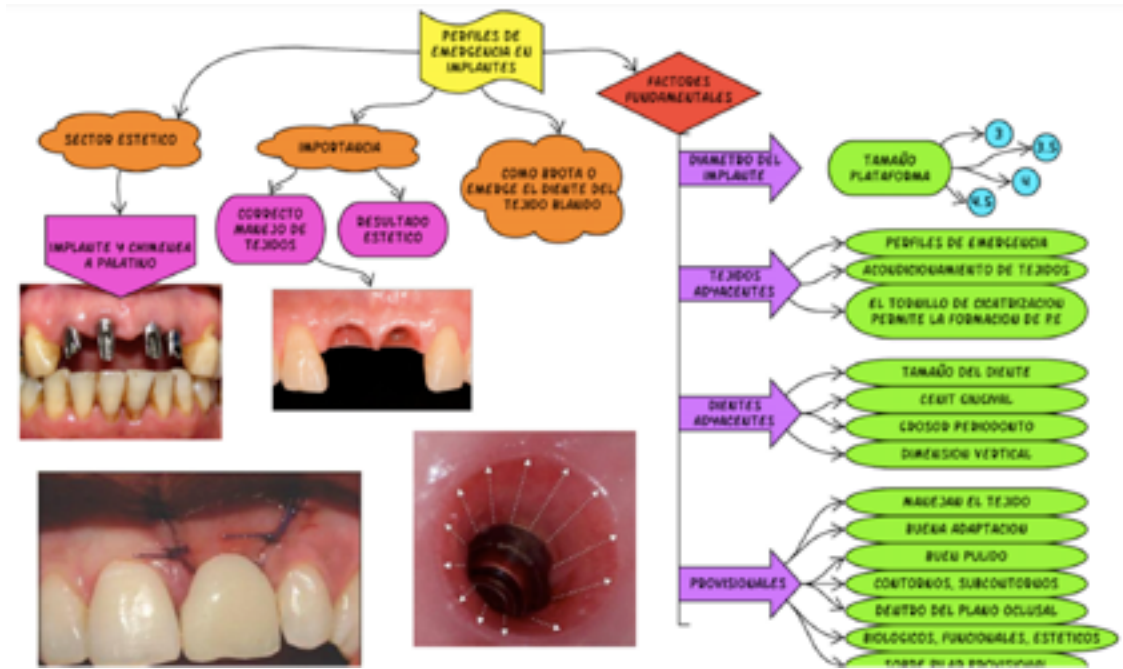 PERFILES DE
EMERGENCIA EN
IMPLANTES
SECTOR ESTETICO
IMPLANTE Y CHIMENEA
A PALATINO
IMPORTANCIA
CORRECTO
MANEJO DE
TEJIDOS
RESULTADO
ESTETICO
COMO BROTA O
EMERGE EL DIENTE DEL
TEJIDO BLANDO
FACTORES
FUNDAMENTALES
DIAMETRO DEL
IMPLANTE
TAMAÑO
PLATAFORMA
3
3.5
4
4.5
TEJIDOS
ADYACENTES
PERFILES DE EMERGENCIA
ACONDICIONAMIENTO DE TEJIDOS
EL TORNILLO DE CICATRIZACION
PERMITE LA FORMACION DE P.E
DIENTES
ADYACENTES
TAMAÑO DEL DIENTE
CENIT GINGIVAL
GROSOR PERIODONTO
DIMENSION VERTICAL
PROVISIONALES
MANEJAN EL TEJIDO
BUENA ADAPTACION
BUEN PULIDO
CONTORNOS, SUBCONTORNOS
DENTRO DEL PLANO OCLUSAL
BIOLOGICOS, FUNCIONALES, ESTETICOS
SOBRE PILAR PROVISIONAL